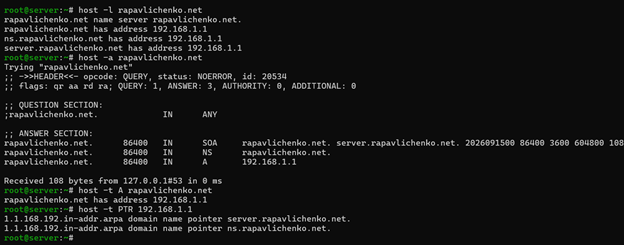 root@server:~# host -l rapavlichenko.net
rapavlichenko.net name server rapavlichenko.net.
rapavlichenko.net has address 192.168.1.1
ns.rapavlichenko.net has address 192.168.1.1
server.rapavlichenko.net has address 192.168.1.1
root@server:~# host -a rapavlichenko.net
Trying "rapavlichenko.net"
;; ->>HEADER<<- opcode: QUERY, status: NOERROR, id: 20534
;; flags: qr aa rd ra; QUERY: 1, ANSWER: 3, AUTHORITY: 0, ADDITIONAL: 0
;; QUESTION SECTION:
;rapavlichenko.net. IN ANY
;; ANSWER SECTION:
rapavlichenko.net. 86400 IN SOA rapavlichenko.net. server.rapavlichenko.net. 2026091500 86400 3600 604800 108
rapavlichenko.net. 86400 IN NS rapavlichenko.net.
rapavlichenko.net. 86400 IN A 192.168.1.1
Received 108 bytes from 127.0.0.1#53 in 0 ms
root@server:~# host -t A rapavlichenko.net
rapavlichenko.net has address 192.168.1.1
root@server:~# host -t PTR 192.168.1.1
1.1.168.192.in-addr.arpa domain name pointer server.rapavlichenko.net.
1.1.168.192.in-addr.arpa domain name pointer ns.rapavlichenko.net.
root@server:~#